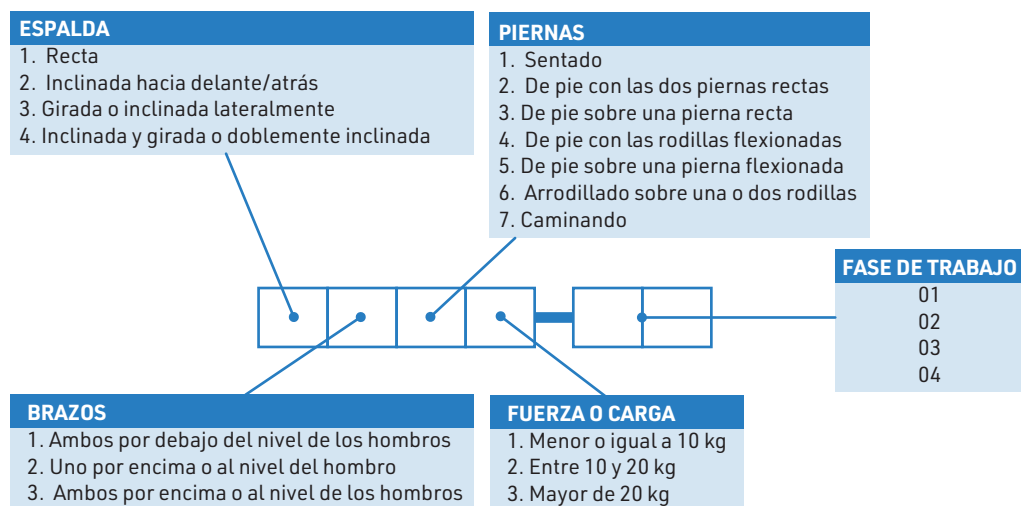 ESPALDA
1. Recta
2. Inclinada hacia delante/atrás
3. Girada o inclinada lateralmente
4. Inclinada y girada o doblemente inclinada
PIERNAS
1. Sentado
2. De pie con las dos piernas rectas
3. De pie sobre una pierna recta
4. De pie con las rodillas flexionadas
5. De pie sobre una pierna flexionada
6. Arrodillado sobre una o dos rodillas
7. Caminando
FASE DE TRABAJO
01
02
03
04
BRAZOS
1. Ambos por debajo del nivel de los hombros
2. Uno por encima o al nivel del hombro
3. Ambos por encima o al nivel de los hombros
FUERZA O CARGA
1. Menor o igual a 10 kg
2. Entre 10 y 20 kg
3. Mayor de 20 kg